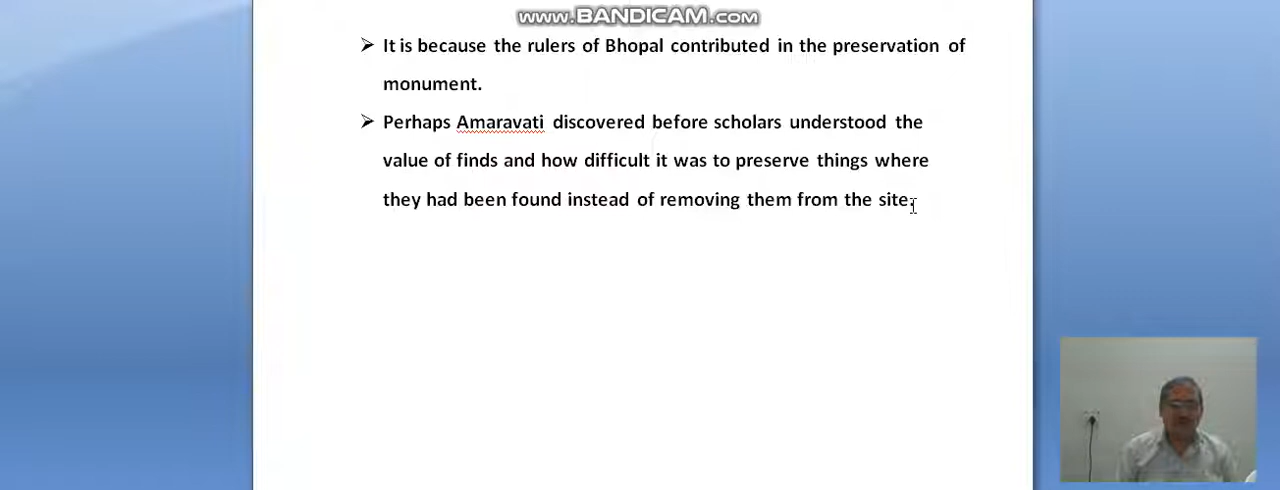 www.BANDICAM.com
➢ It is because the rulers of Bhopal contributed in the preservation of
monument.
➢ Perhaps Amaravati discovered before scholars understood the
value of finds and how difficult it was to preserve things where
they had been found instead of removing them from the site.